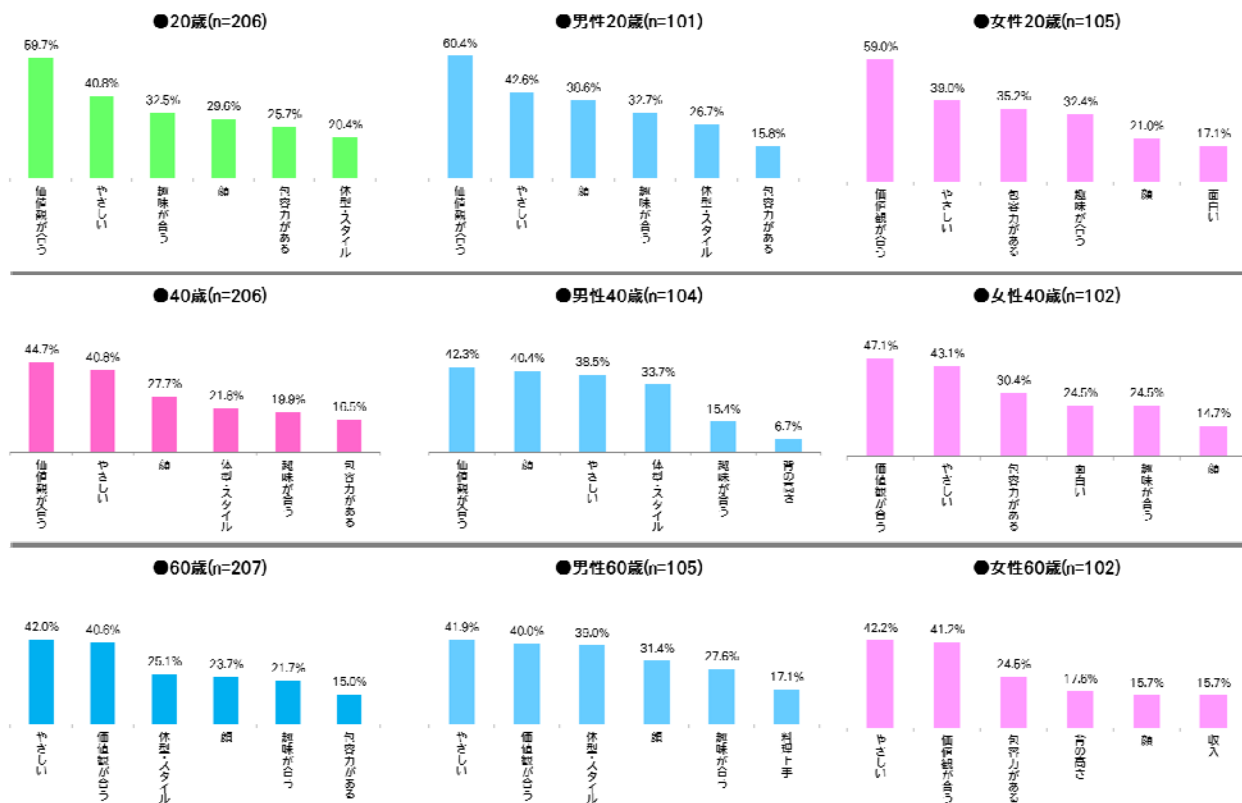 ●20歳(n=206)
●男性20歳(n=101)
●女性20歳(n=105)
59.7%
40.8%
32.5%
29.6%
25.7%
20.4%
60.4%
42.6%
38.6%
32.7%
26.7%
15.8%
59.0%
39.0%
35.2%
32.4%
21.0%
17.1%
価値観が合う
やさしい
趣味が合う
顔
包容力がある
体型・スタイル
価値観が合う
やさしい
顔
趣味が合う
体型・スタイル
包容力がある
価値観が合う
やさしい
包容力がある
趣味が合う
顔
面白い
●40歳(n=206)
●男性40歳(n=104)
●女性40歳(n=102)
44.7%
40.8%
27.7%
21.8%
19.9%
16.5%
42.3%
40.4%
38.5%
33.7%
15.4%
6.7%
47.1%
43.1%
30.4%
24.5%
24.5%
14.7%
価値観が合う
やさしい
顔
体型・スタイル
趣味が合う
包容力がある
価値観が合う
顔
やさしい
体型・スタイル
趣味が合う
背の高さ
価値観が合う
やさしい
包容力がある
面白い
趣味が合う
顔
●60歳(n=207)
●男性60歳(n=105)
●女性60歳(n=102)
42.0%
40.6%
25.1%
23.7%
21.7%
15.0%
41.9%
40.0%
39.0%
31.4%
27.6%
17.1%
42.2%
41.2%
24.5%
17.6%
15.7%
15.7%
やさしい
価値観が合う
体型・スタイル
顔
趣味が合う
包容力がある
やさしい
価値観が合う
体型・スタイル
顔
趣味が合う
料理上手
やさしい
価値観が合う
包容力がある
背の高さ
顔
収入